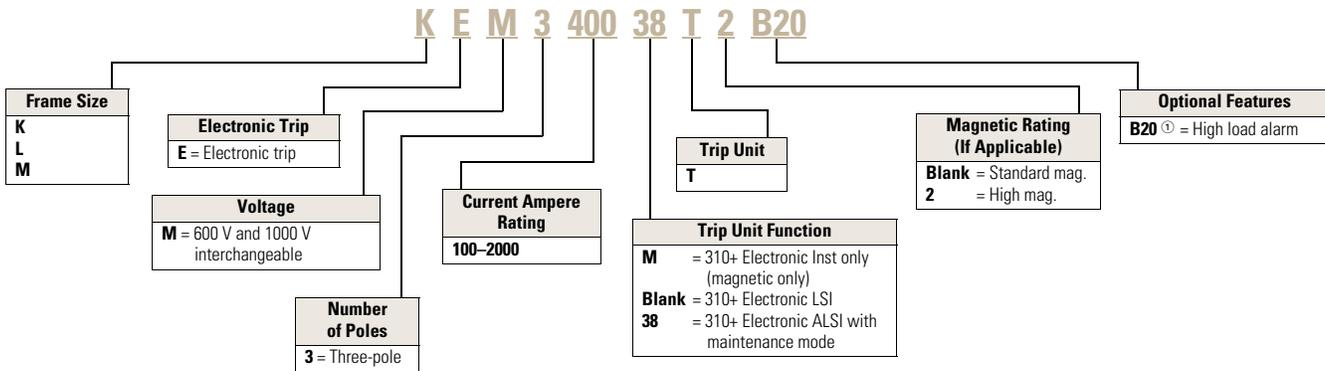 K E M 3 400 38 T 2 B20
Frame Size
K
L
M
Electronic Trip
E = Electronic trip
Voltage
M = 600 V and 1000 V
interchangeable
Number
of Poles
3 = Three-pole
Current Ampere
Rating
100–2000
Trip Unit
T
Trip Unit Function
M = 310+ Electronic Inst only
(magnetic only)
Blank = 310+ Electronic LSI
38 = 310+ Electronic ALSI with
maintenance mode
Magnetic Rating
(If Applicable)
Blank = Standard mag.
2 = High mag.
Optional Features
B20 ① = High load alarm